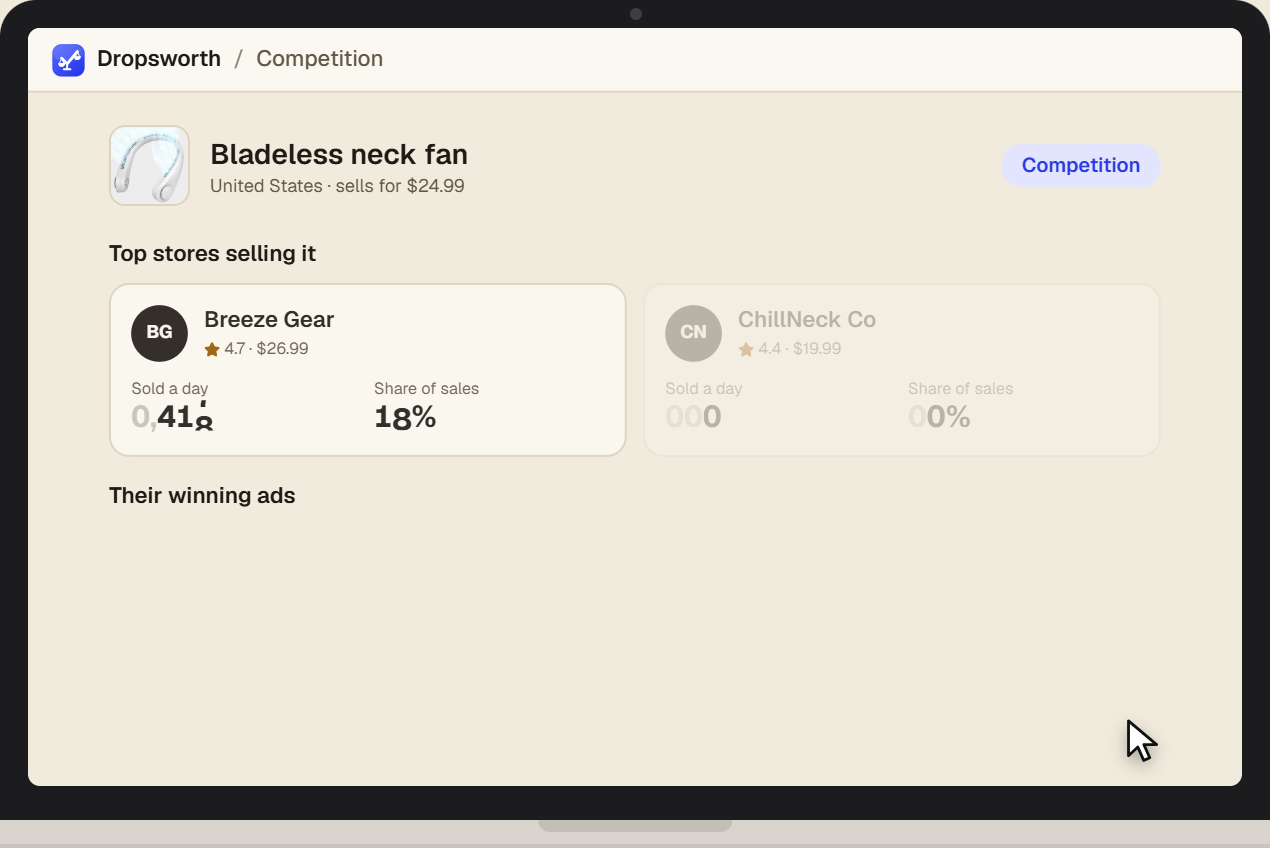 Dropsworth / Competition
Bladeless neck fan
United States · sells for $24.99
Competition
Top stores selling it
BG
Breeze Gear
4.7 · $26.99
Sold a day
Share of sales
18%
CN
ChillNeck Co
4.4 · $19.99
Sold a day
000
Share of sales
00%
Their winning ads